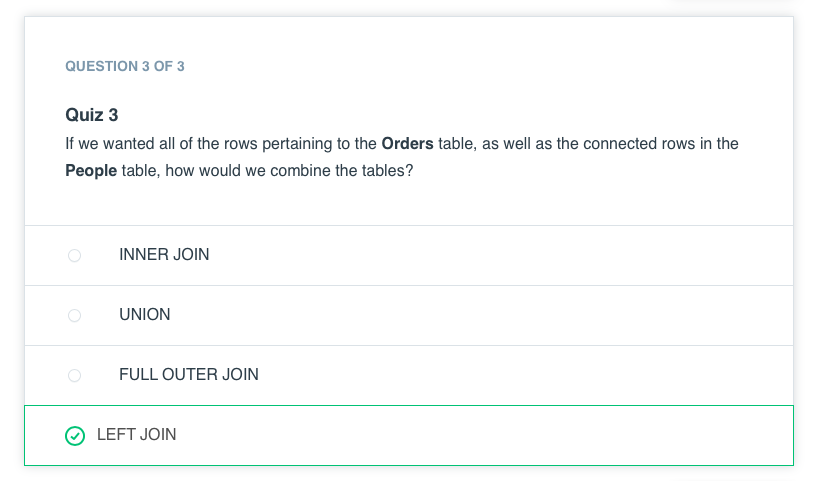 QUESTION 3 OF 3
Quiz 3
If we wanted all of the rows pertaining to the Orders table, as well as the connected rows in the
People table, how would we combine the tables?
INNER JOIN
UNION
FULL OUTER JOIN
LEFT JOIN